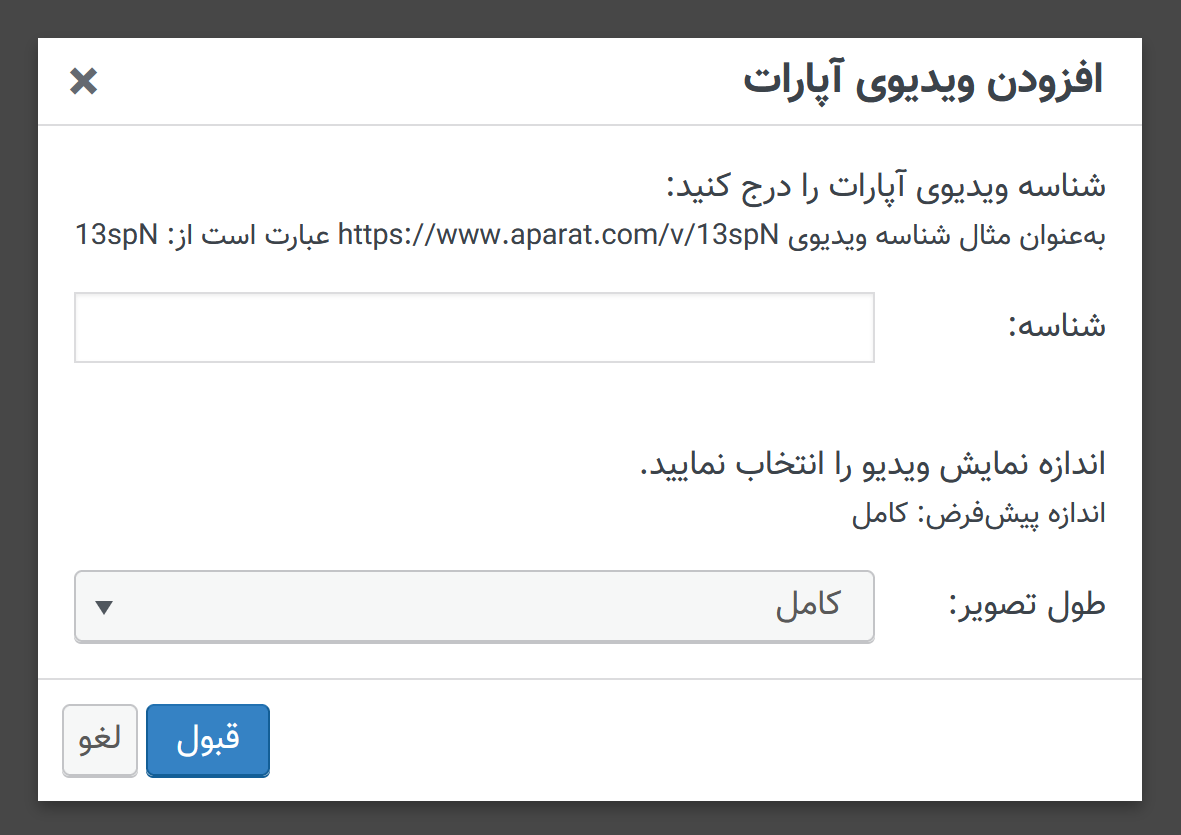 افزودن ویدیوی آپارات
شناسه ویدیوی آپارات را درج کنید:
به‌عنوان مثال شناسه ویدیوی https://www.aparat.com/v/13spN عبارت است از: 13spN
شناسه:
اندازه نمایش ویدیو را انتخاب نمایید.
اندازه پیش‌فرض: کامل
طول تصویر:
کامل
قبول
لغو